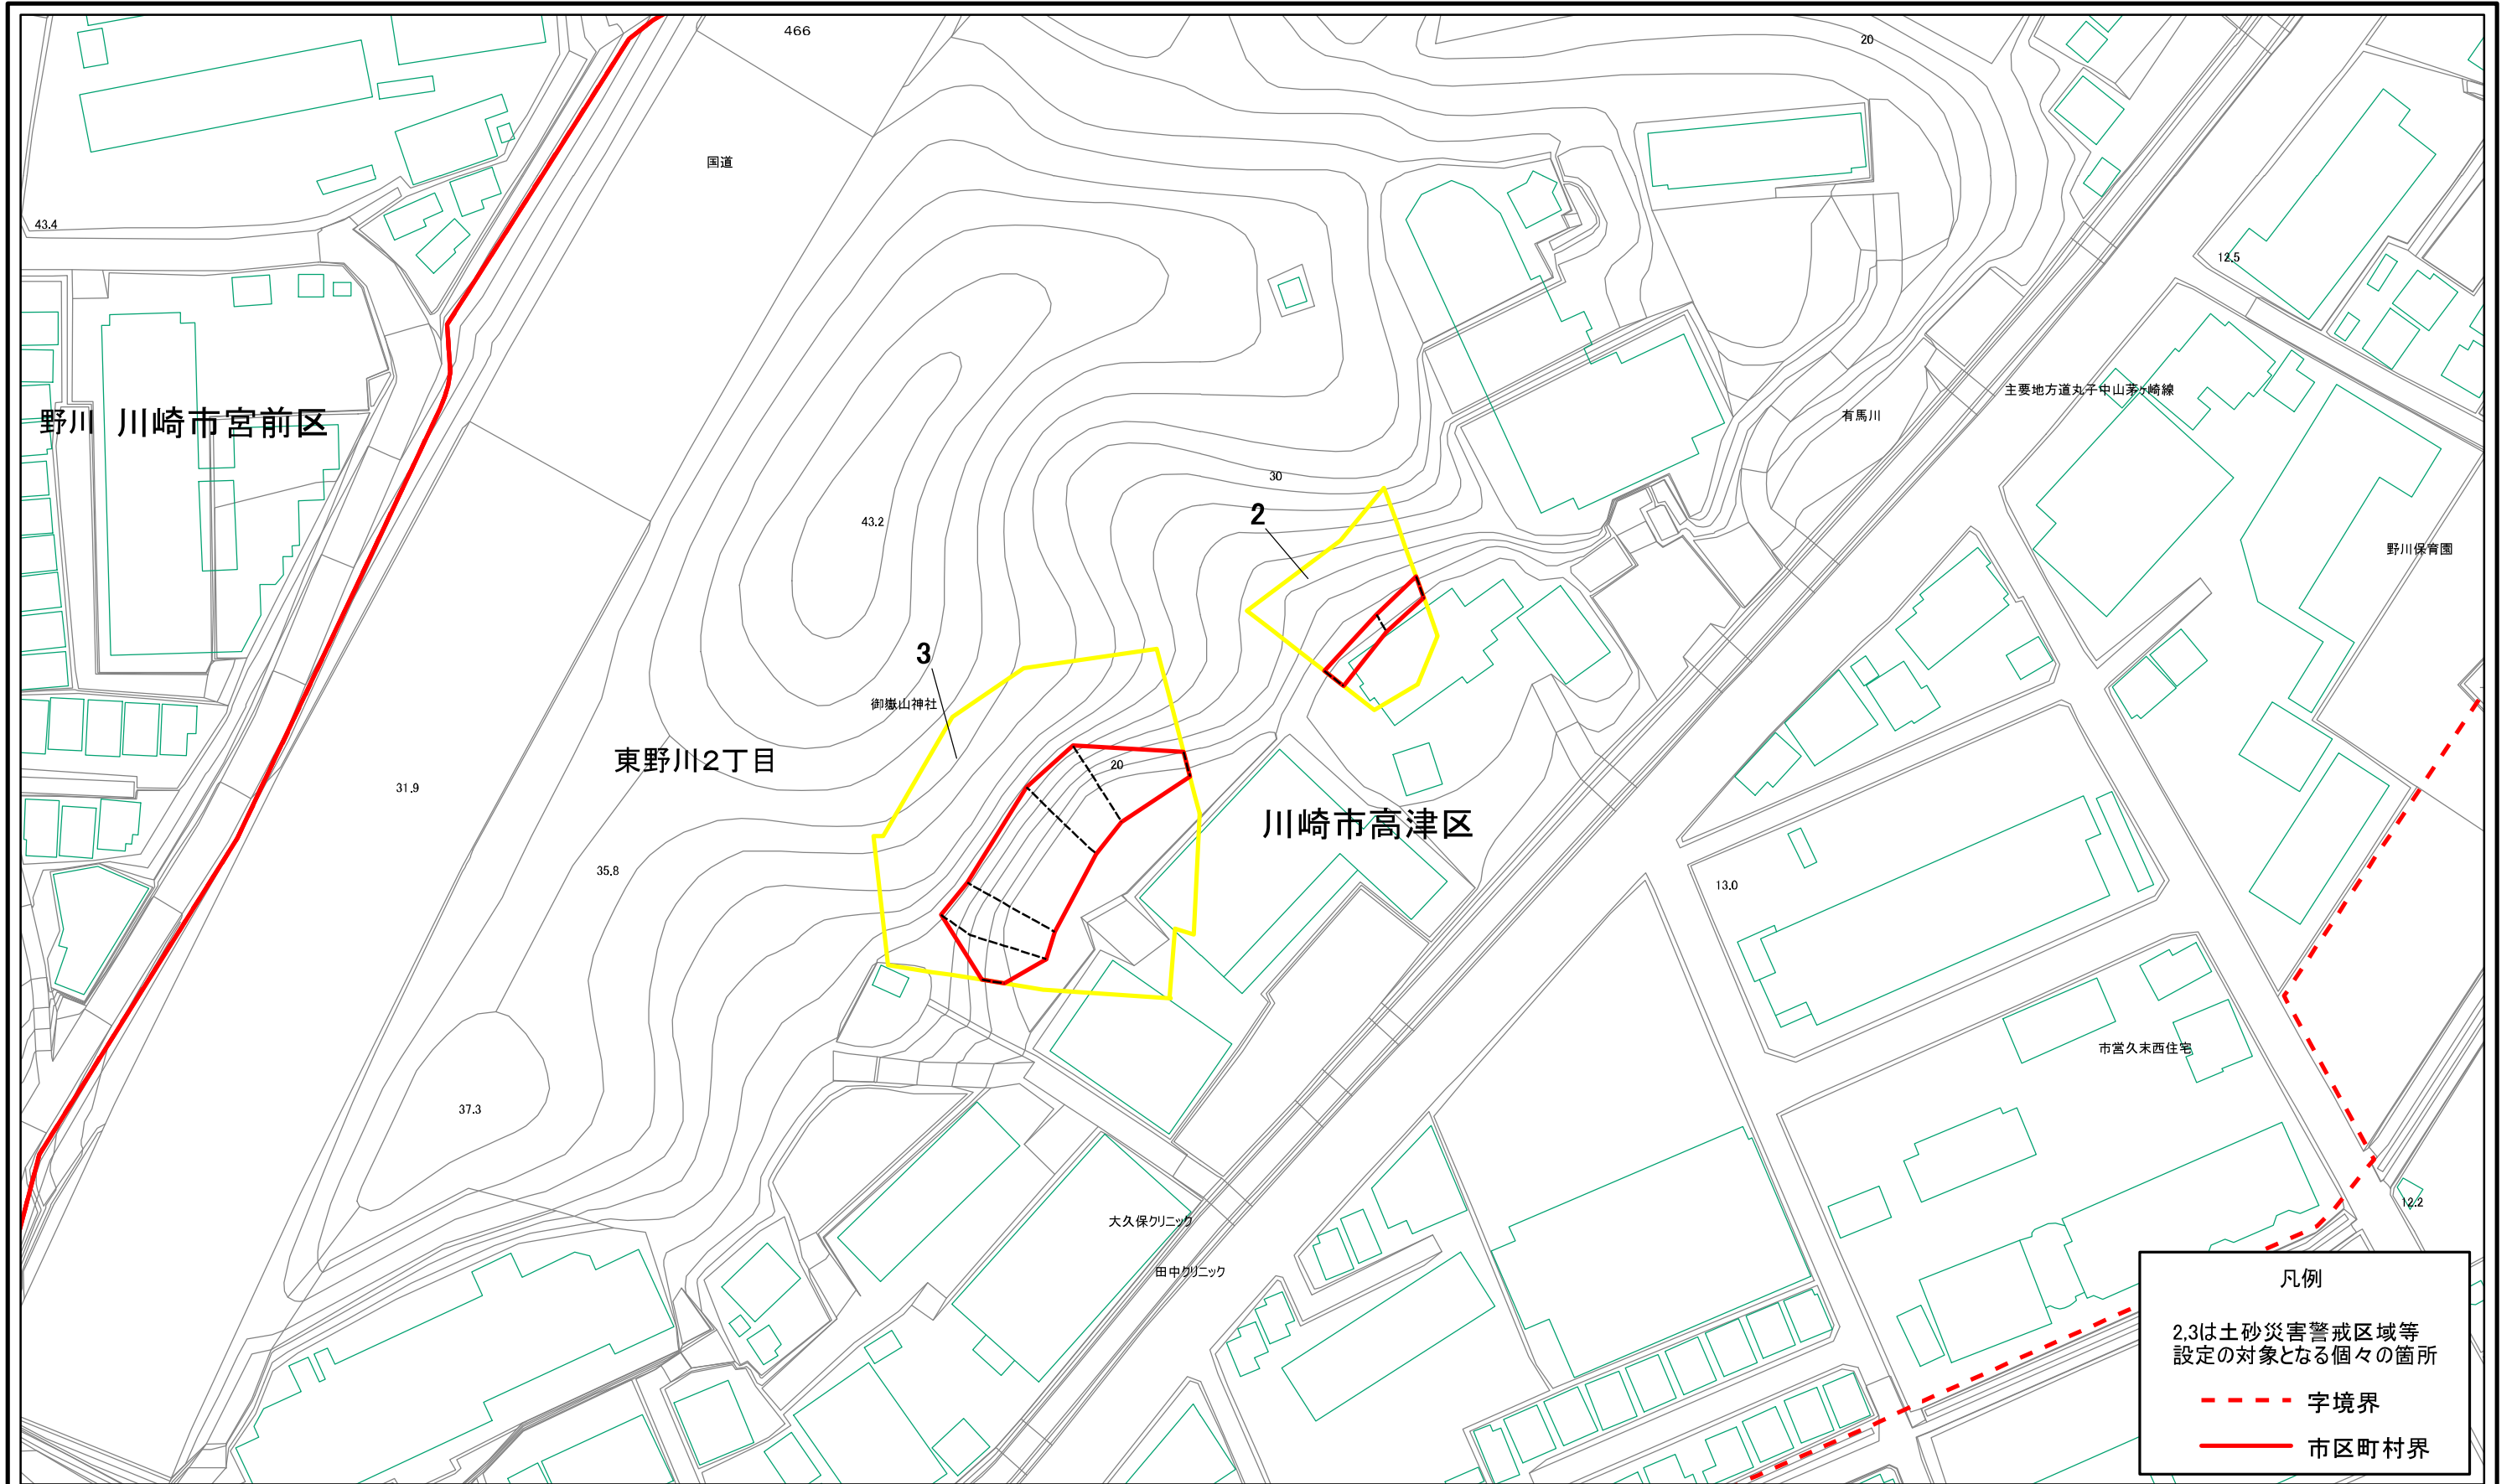 466
20
国道
43.4
12.5
主要地方道丸子中山茅ヶ崎線
有馬川
野川 川崎市宮前区
30
2
43.2
野保育園
3
御嶽山神社
東野川2丁目
20
31.9
川崎市高津区
35.8
13.0
市営久末西住宅
37.3
12.2
大久保クリニック
田中クリニック
凡例
2,3は土砂災害警戒区域等
設定の対象となる個々の箇所
字境界
市区町村界